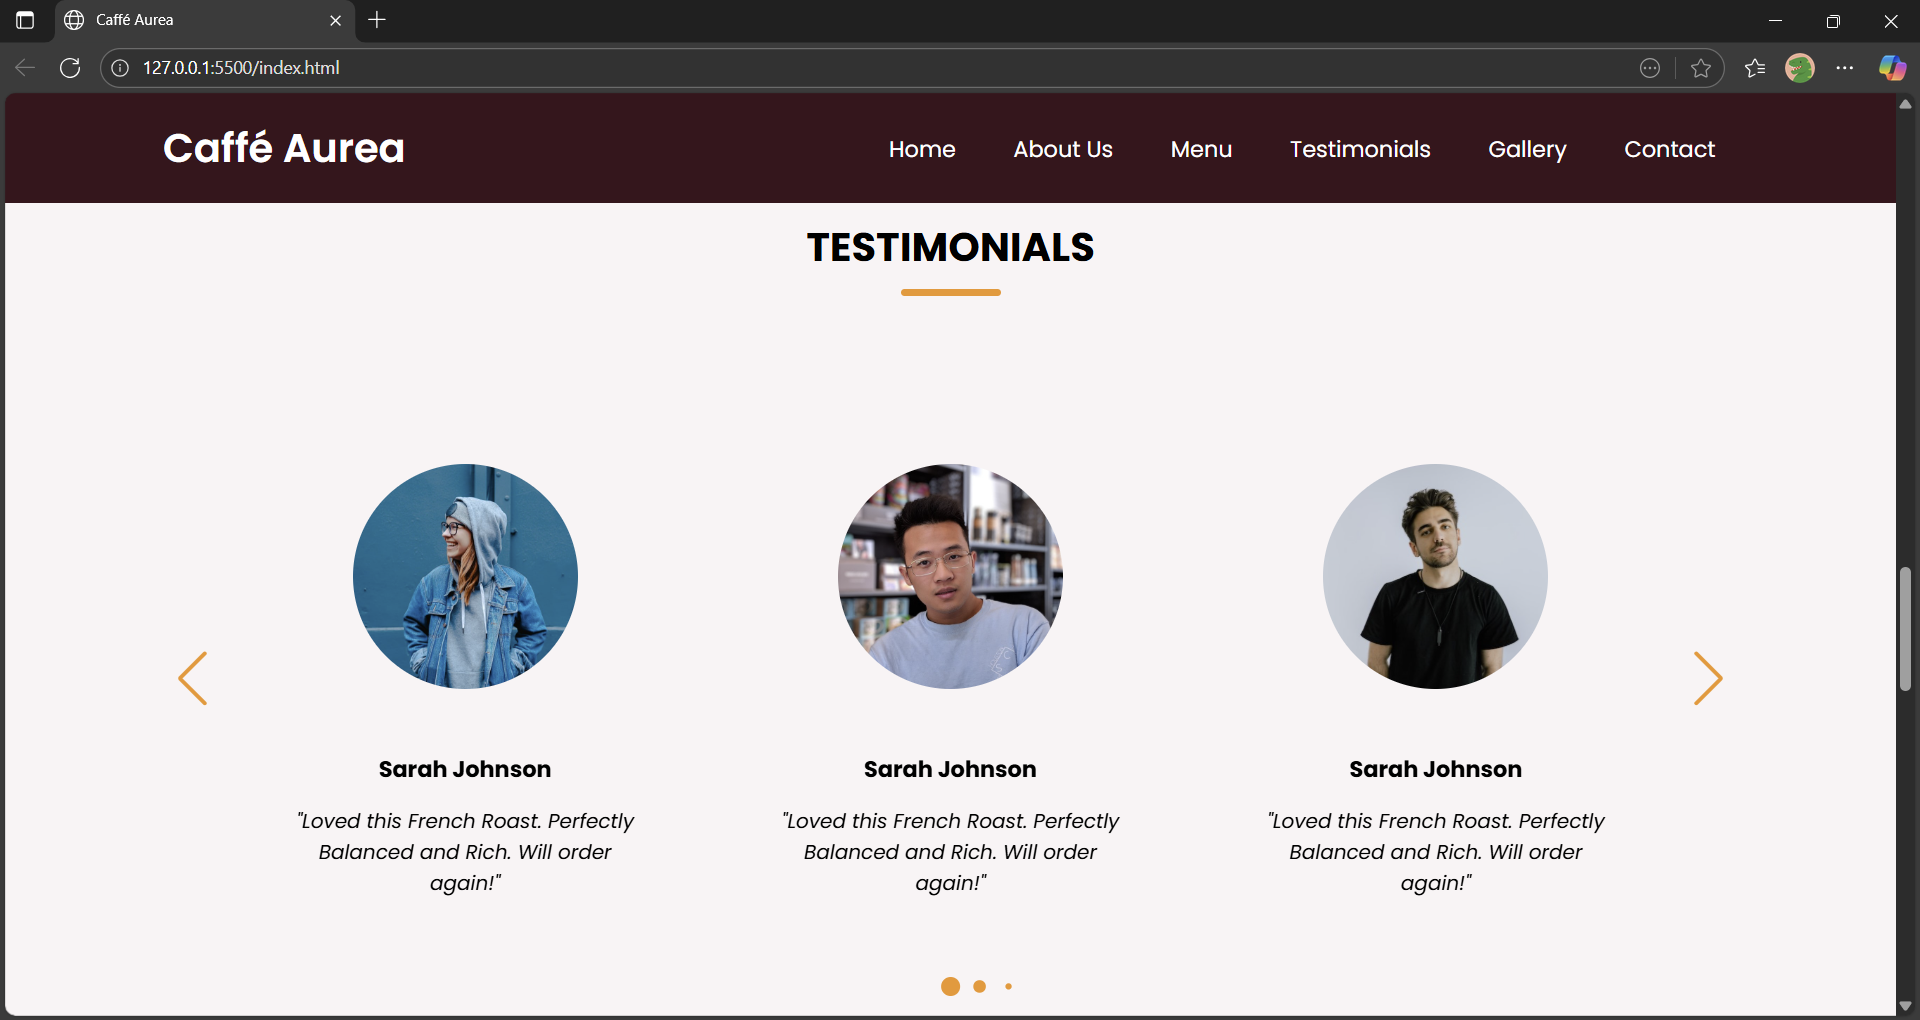 Caffé Aurea
127.0.0.1:5500/index.html
Caffé Aurea
Home About Us Menu Testimonials Gallery Contact
TESTIMONIALS
Sarah Johnson
"Loved this French Roast. Perfectly
Balanced and Rich. Will order
again!"
Sarah Johnson
"Loved this French Roast. Perfectly
Balanced and Rich. Will order
again!"
Sarah Johnson
"Loved this French Roast. Perfectly
Balanced and Rich. Will order
again!"